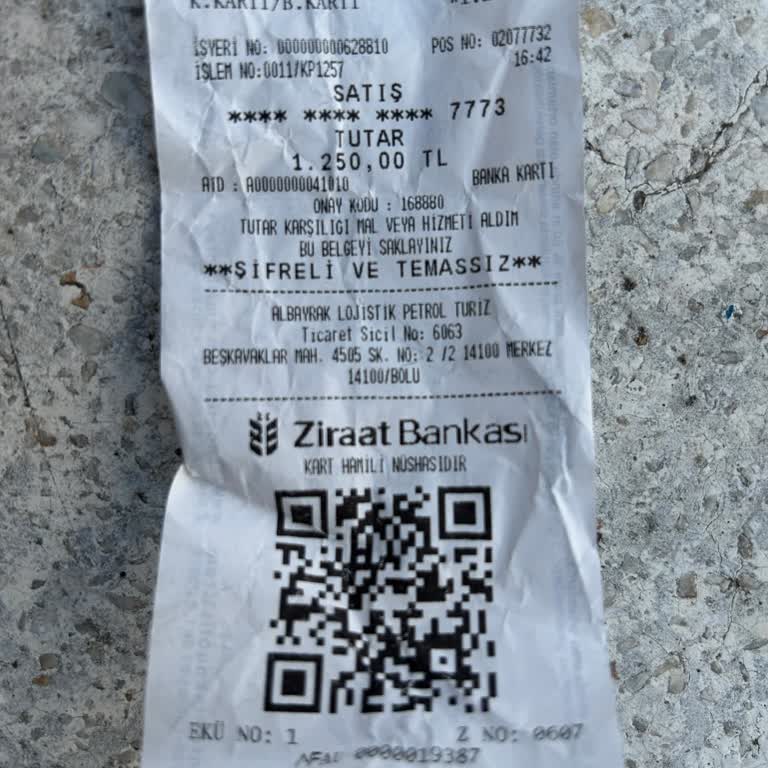 K.KARTI/B.KARTI
İŞYERİ NO: 000000000628810 POS NO: 02077732
İŞLEM NO:0011/KP1257 16:42
SATIŞ
**** **** **** 7773
TUTAR
1.250,00 TL
AID : A0000000041010 BANKA KARTI
ONAY KODU : 168880
TUTAR KARŞILIGI MAL VEYA HIZMETI ALDIM
BU BELGEYİ SAKLAYINIZ
**ŞİFRELİ VE TEMASSIZ**
ALBAYRAK LOJİSTİK PETROL TURİZ
Ticaret Sicil No: 6063
BEŞKAVAKLAR MAH. 4505 SK. NO: 2 /2 14100 MERKEZ
14100/BOLU
Ziraat Bankası
KART HAMİLİ NÜSHASIDIR
EKÜ NO: 1 Z NO: 0607
0000019387